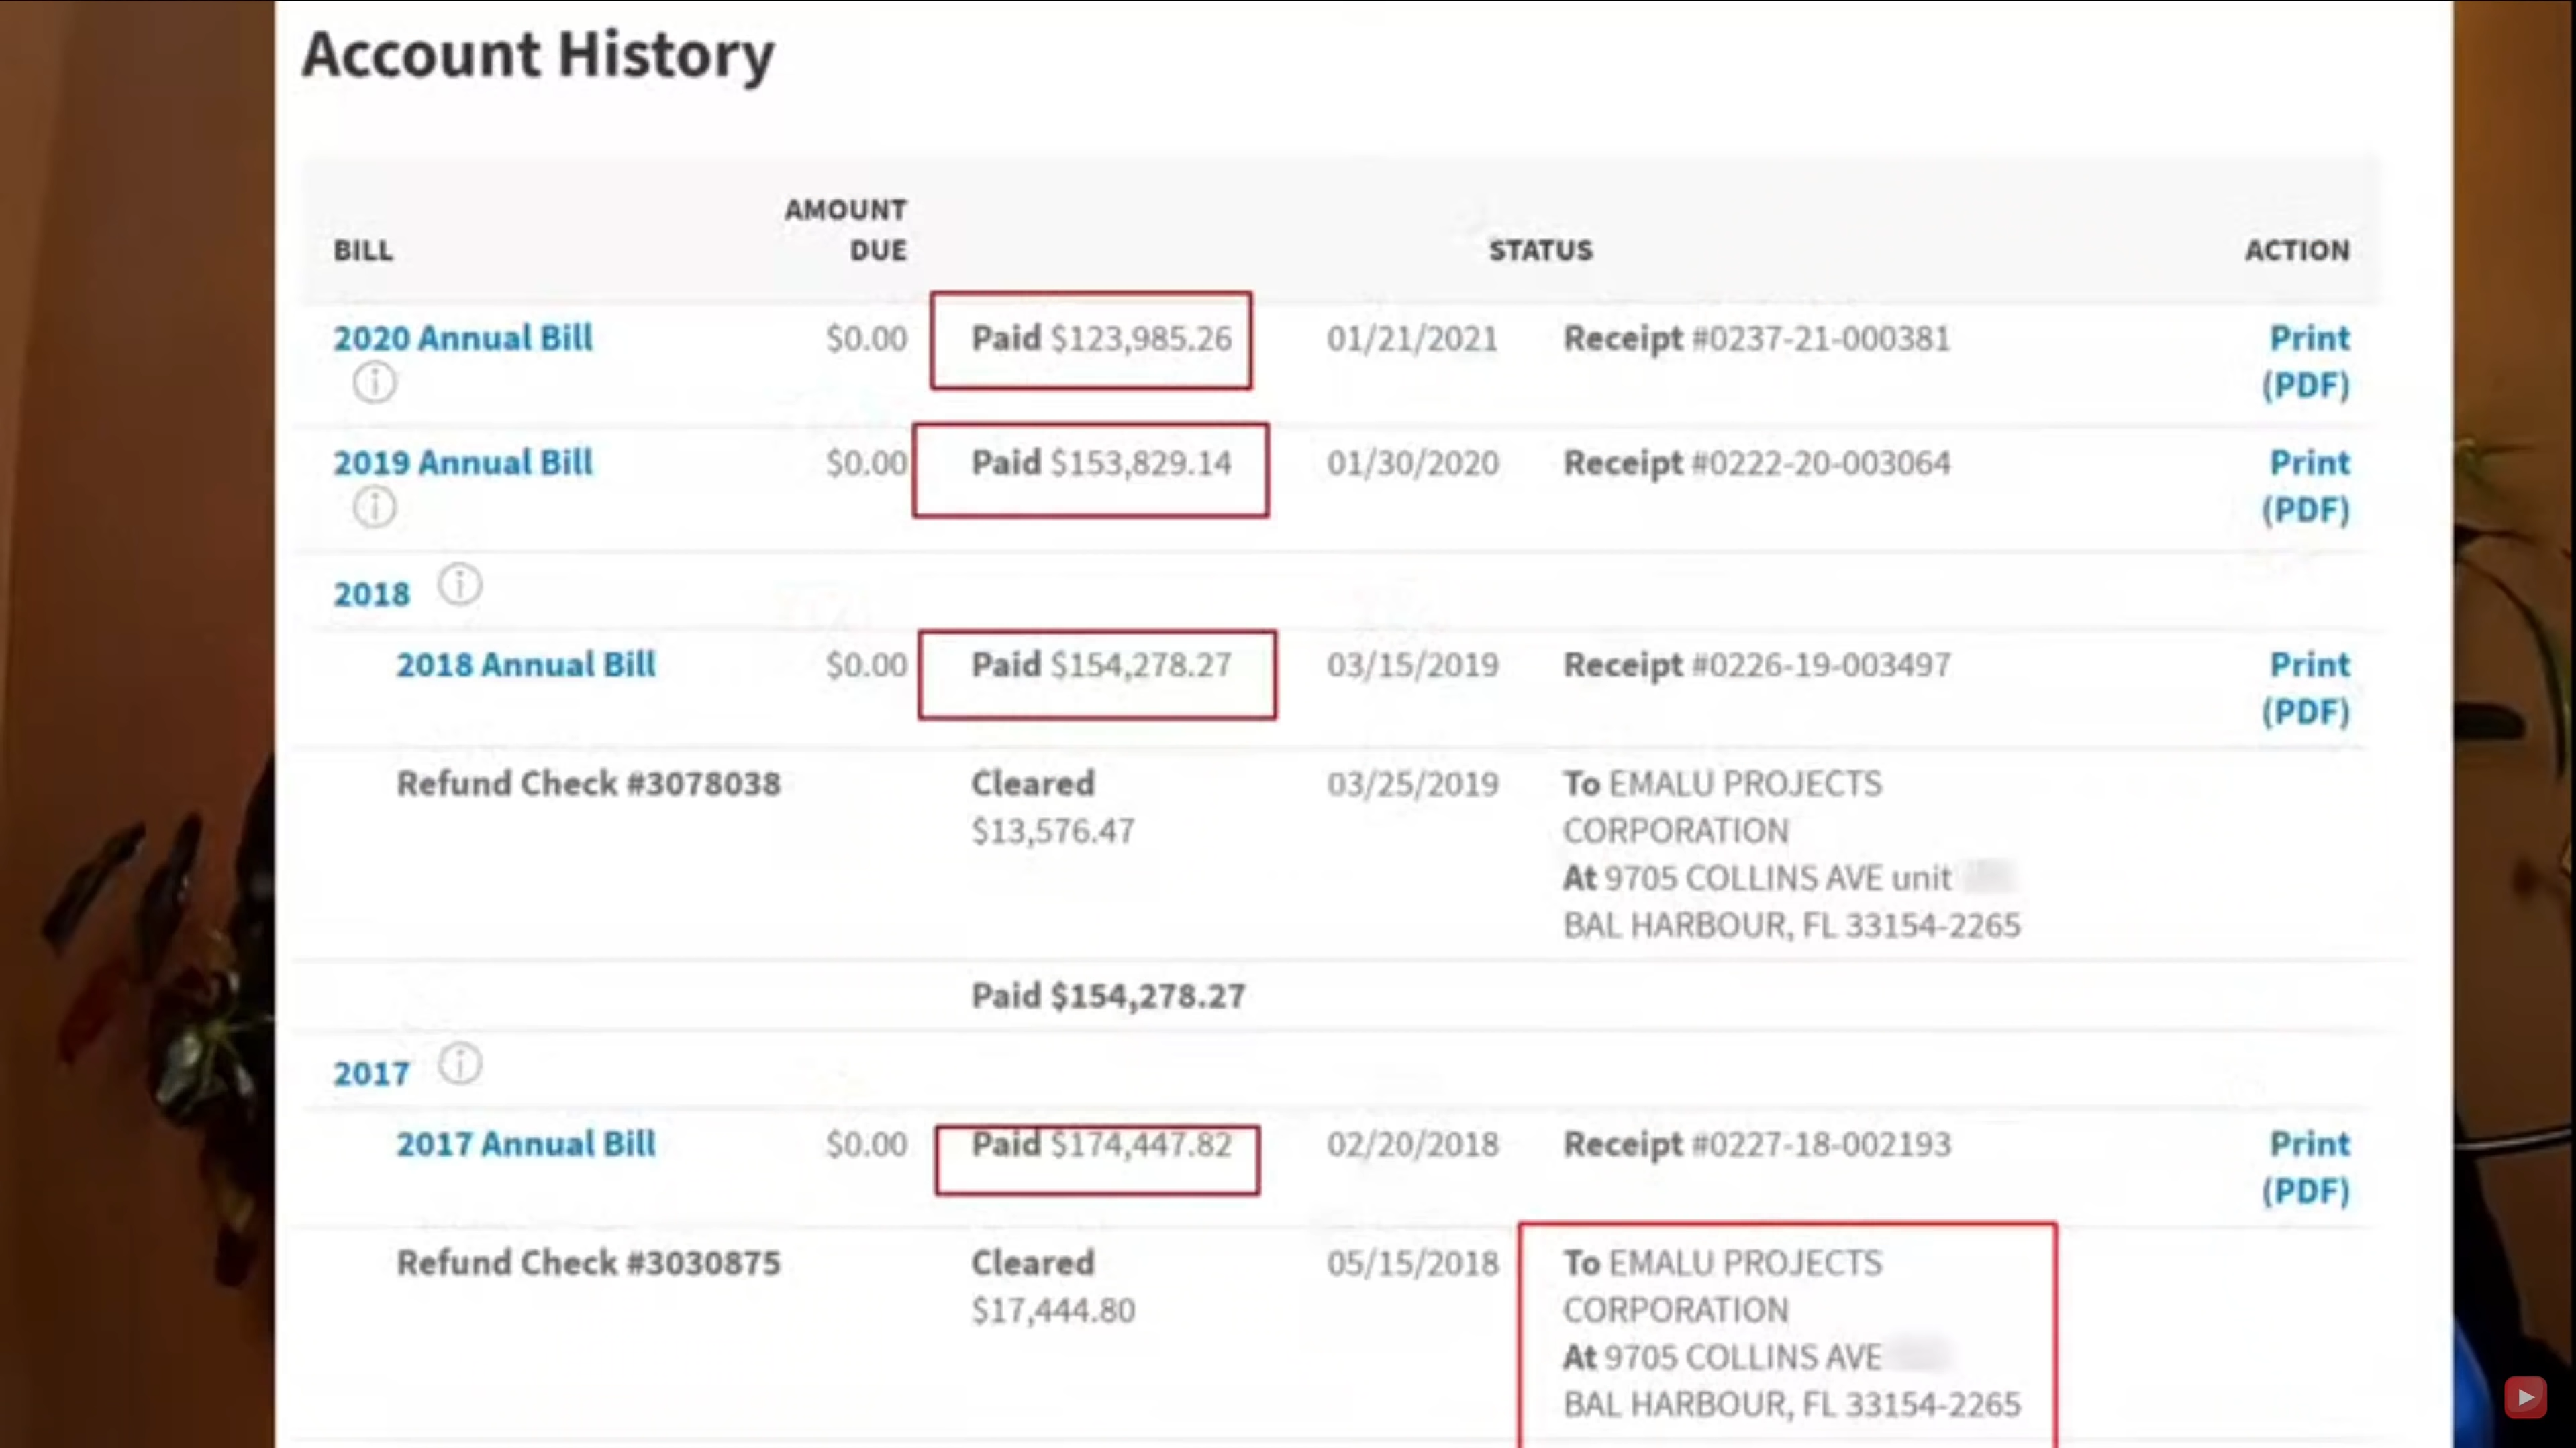 Account History
BILL AMOUNT DUE STATUS ACTION
2020 Annual Bill $0.00 Paid $123,985.26 01/21/2021 Receipt #0237-21-000381 Print (PDF)
2019 Annual Bill $0.00 Paid $153,829.14 01/30/2020 Receipt #0222-20-003064 Print (PDF)
2018
2018 Annual Bill $0.00 Paid $154,278.27 03/15/2019 Receipt #0226-19-003497 Print (PDF)
Refund Check #3078038 Cleared $13,576.47 03/25/2019 To EMALU PROJECTS
CORPORATION
At 9705 COLLINS AVE unit
BAL HARBOUR, FL 33154-2265
Paid $154,278.27
2017
2017 Annual Bill $0.00 Paid $174,447.82 02/20/2018 Receipt #0227-18-002193 Print (PDF)
Refund Check #3030875 Cleared $17,444.80 05/15/2018 To EMALU PROJECTS
CORPORATION
At 9705 COLLINS AVE
BAL HARBOUR, FL 33154-2265